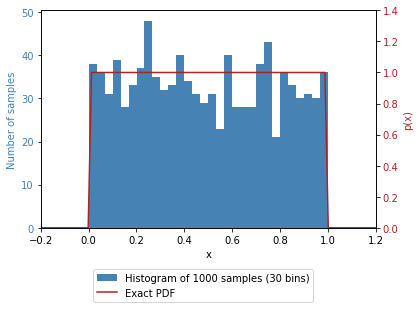 50
40
30
20
10
0
Number of samples
1.4
1.2
1.0
0.8
0.6
0.4
0.2
0.0
p(x)
−0.2 0.0 0.2 0.4 0.6 0.8 1.0 1.2
x
Histogram of 1000 samples (30 bins)
Exact PDF